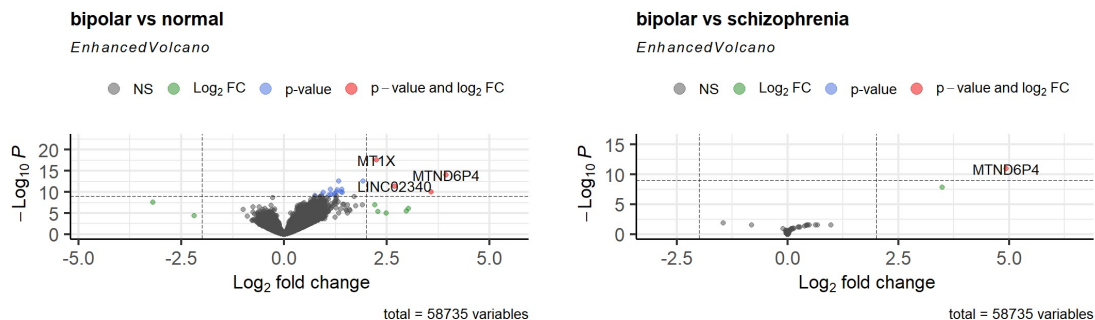 bipolar vs normal
EnhancedVolcano
NS Log2 FC p-value p−value and log2 FC
−Log10 P
20
15
10
5
0
MT1X
MTND6P4
LINC02340
-5.0 -2.5 0.0 2.5 5.0
Log2 fold change
total = 58735 variables
bipolar vs schizophrenia
EnhancedVolcano
NS Log2 FC p-value p−value and log2 FC
−Log10 P
15
10
5
0
MTND6P4
-2.5 0.0 2.5 5.0
Log2 fold change
total = 58735 variables